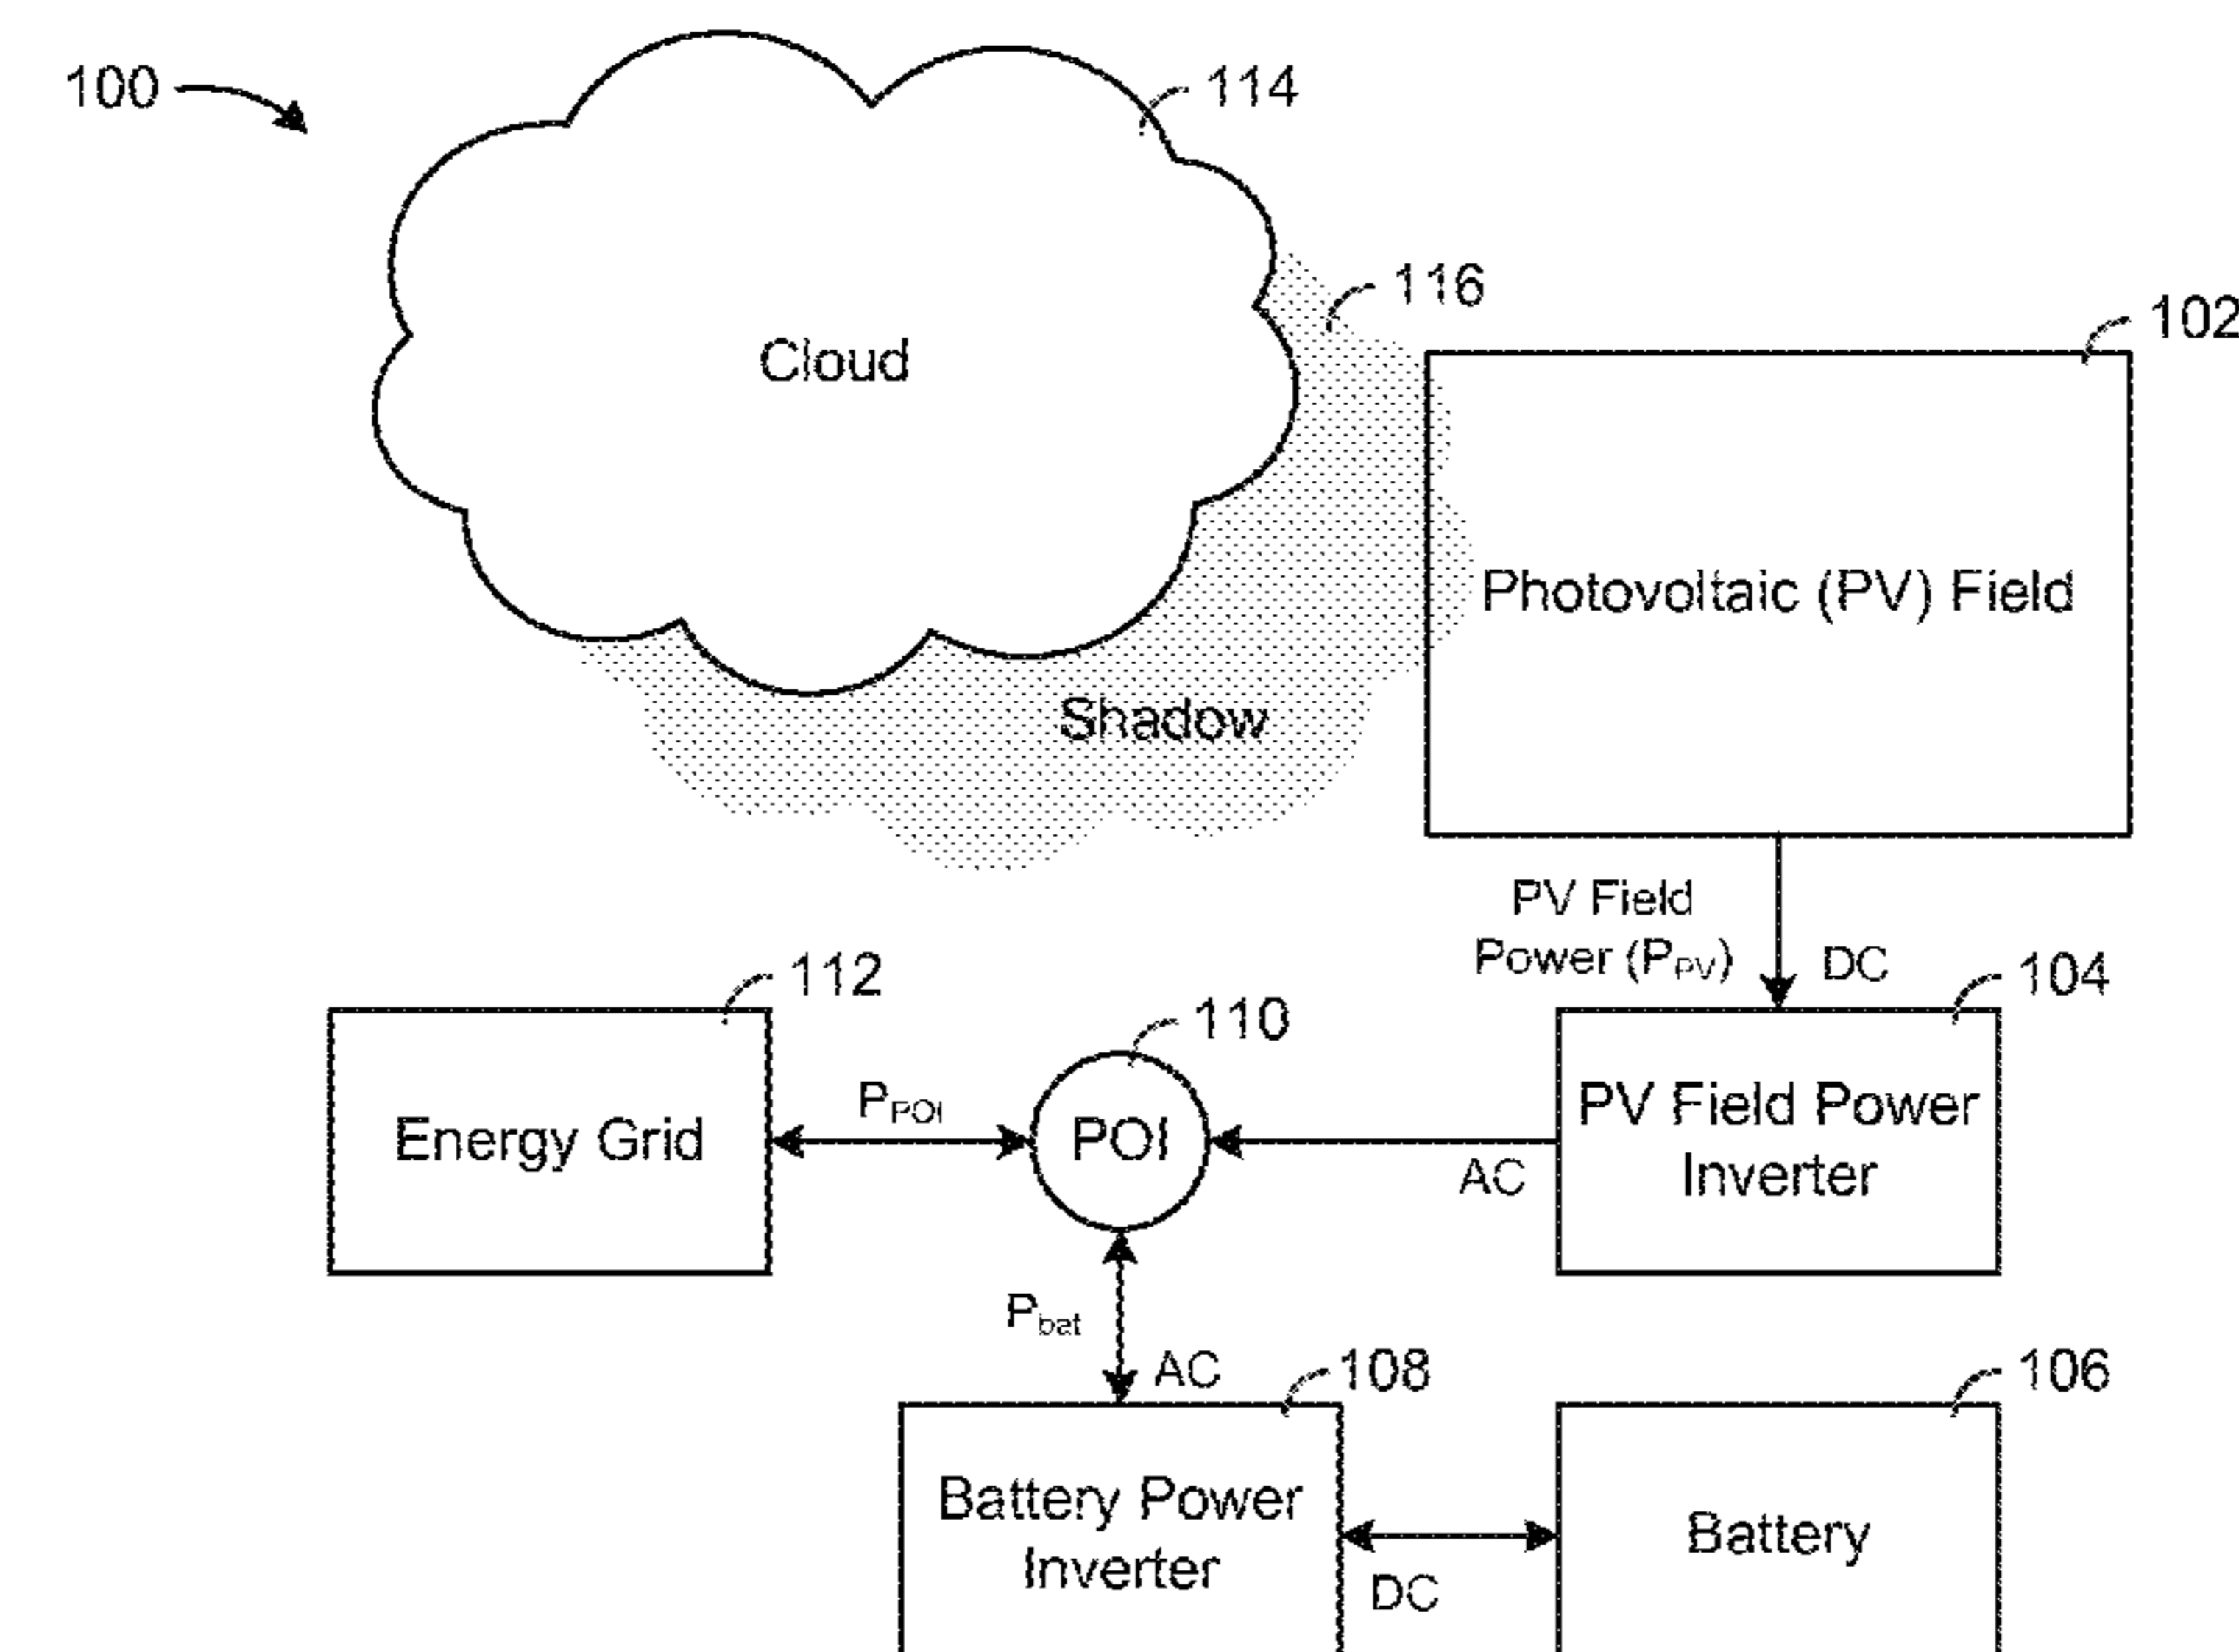 100
114
116
102
Cloud
Photovoltaic (PV) Field
Shadow
PV Field
Power (PPV)
DC
112
110
104
Energy Grid
PPOI
POI
AC
PV Field Power
Inverter
Pbat
AC
108
106
Battery Power
Inverter
DC
Battery